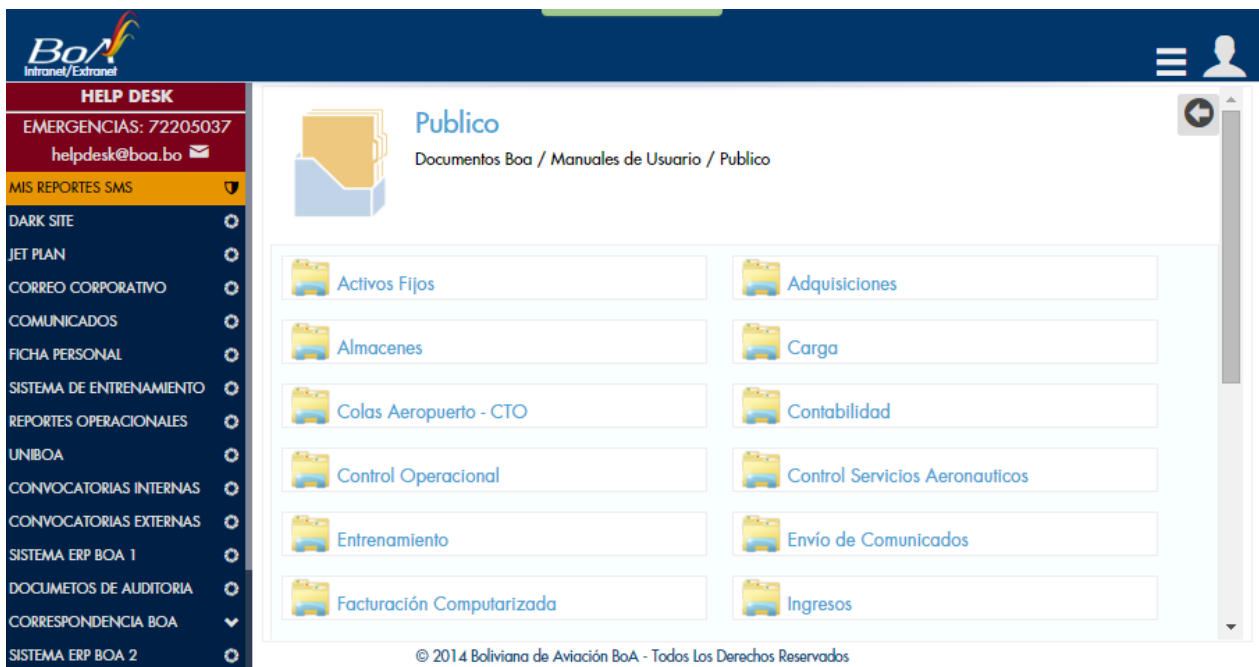 BoA
Intranet/Extranet
HELP DESK
EMERGENCIAS: 72205037
helpdesk@boa.bo
MIS REPORTES SMS
DARK SITE
JET PLAN
CORREO CORPORATIVO
COMUNICADOS
FICHA PERSONAL
SISTEMA DE ENTRENAMIENTO
REPORTES OPERACIONALES
UNIBOA
CONVOCATORIAS INTERNAS
CONVOCATORIAS EXTERNAS
SISTEMA ERP BOA 1
DOCUMETOS DE AUDITORIA
CORRESPONDENCIA BOA
SISTEMA ERP BOA 2
Publico
Documentos Boa / Manuales de Usuario / Publico
Activos Fijos
Adquisiciones
Almacenes
Carga
Colas Aeropuerto - CTO
Contabilidad
Control Operacional
Control Servicios Aeronauticos
Entrenamiento
Envío de Comunicados
Facturación Computarizada
Ingresos
© 2014 Boliviana de Aviación BoA - Todos Los Derechos Reservados